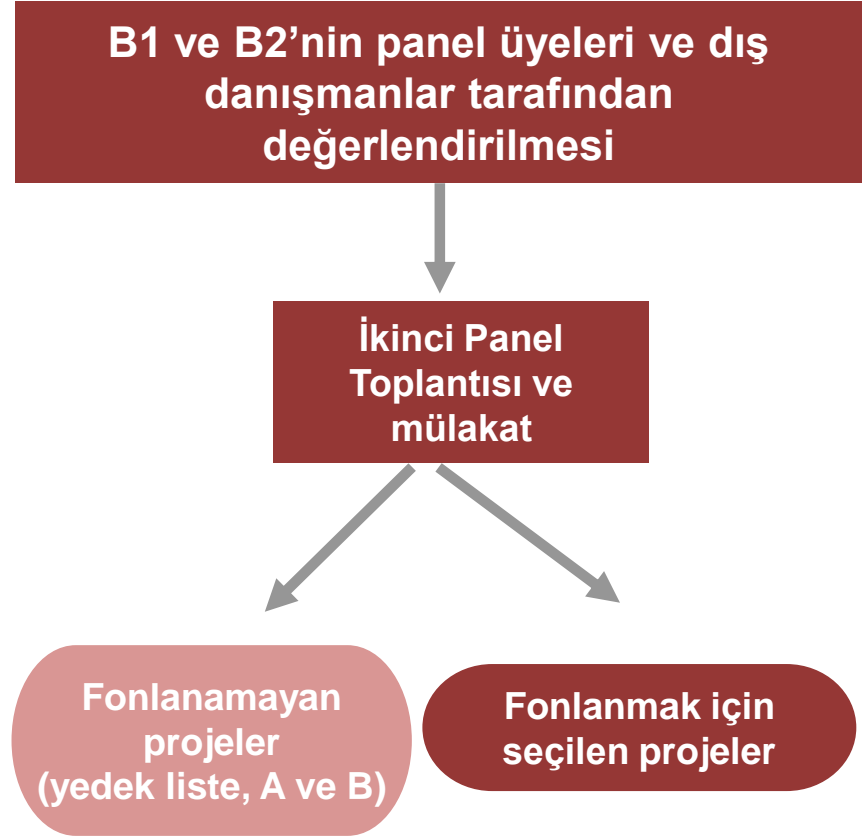 B1 ve B2’nin panel üyeleri ve dış
danışmanlar tarafından
değerlendirilmesi
İkinci Panel
Toplantısı ve
mülakat
Fonlanamayan
projeler
(yedek liste, A ve B)
Fonlanmak için
seçilen projeler